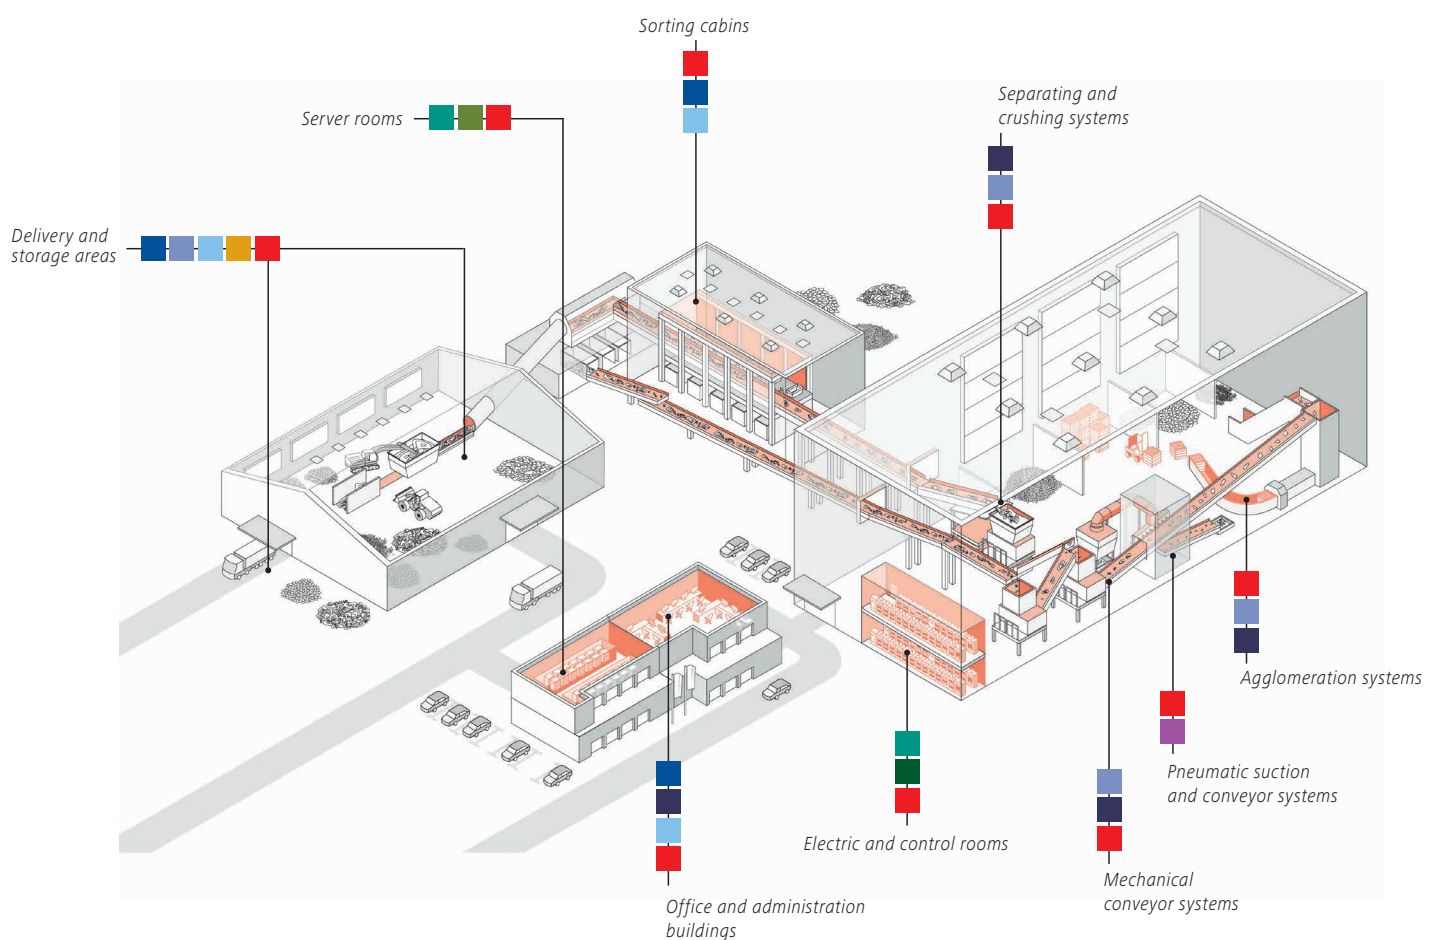 Sorting cabins
Separating and
crushing systems
Server rooms
Delivery and
storage areas
Agglomeration systems
Pneumatic suction
and conveyor systems
Electric and control rooms
Mechanical
conveyor systems
Office and administration
buildings